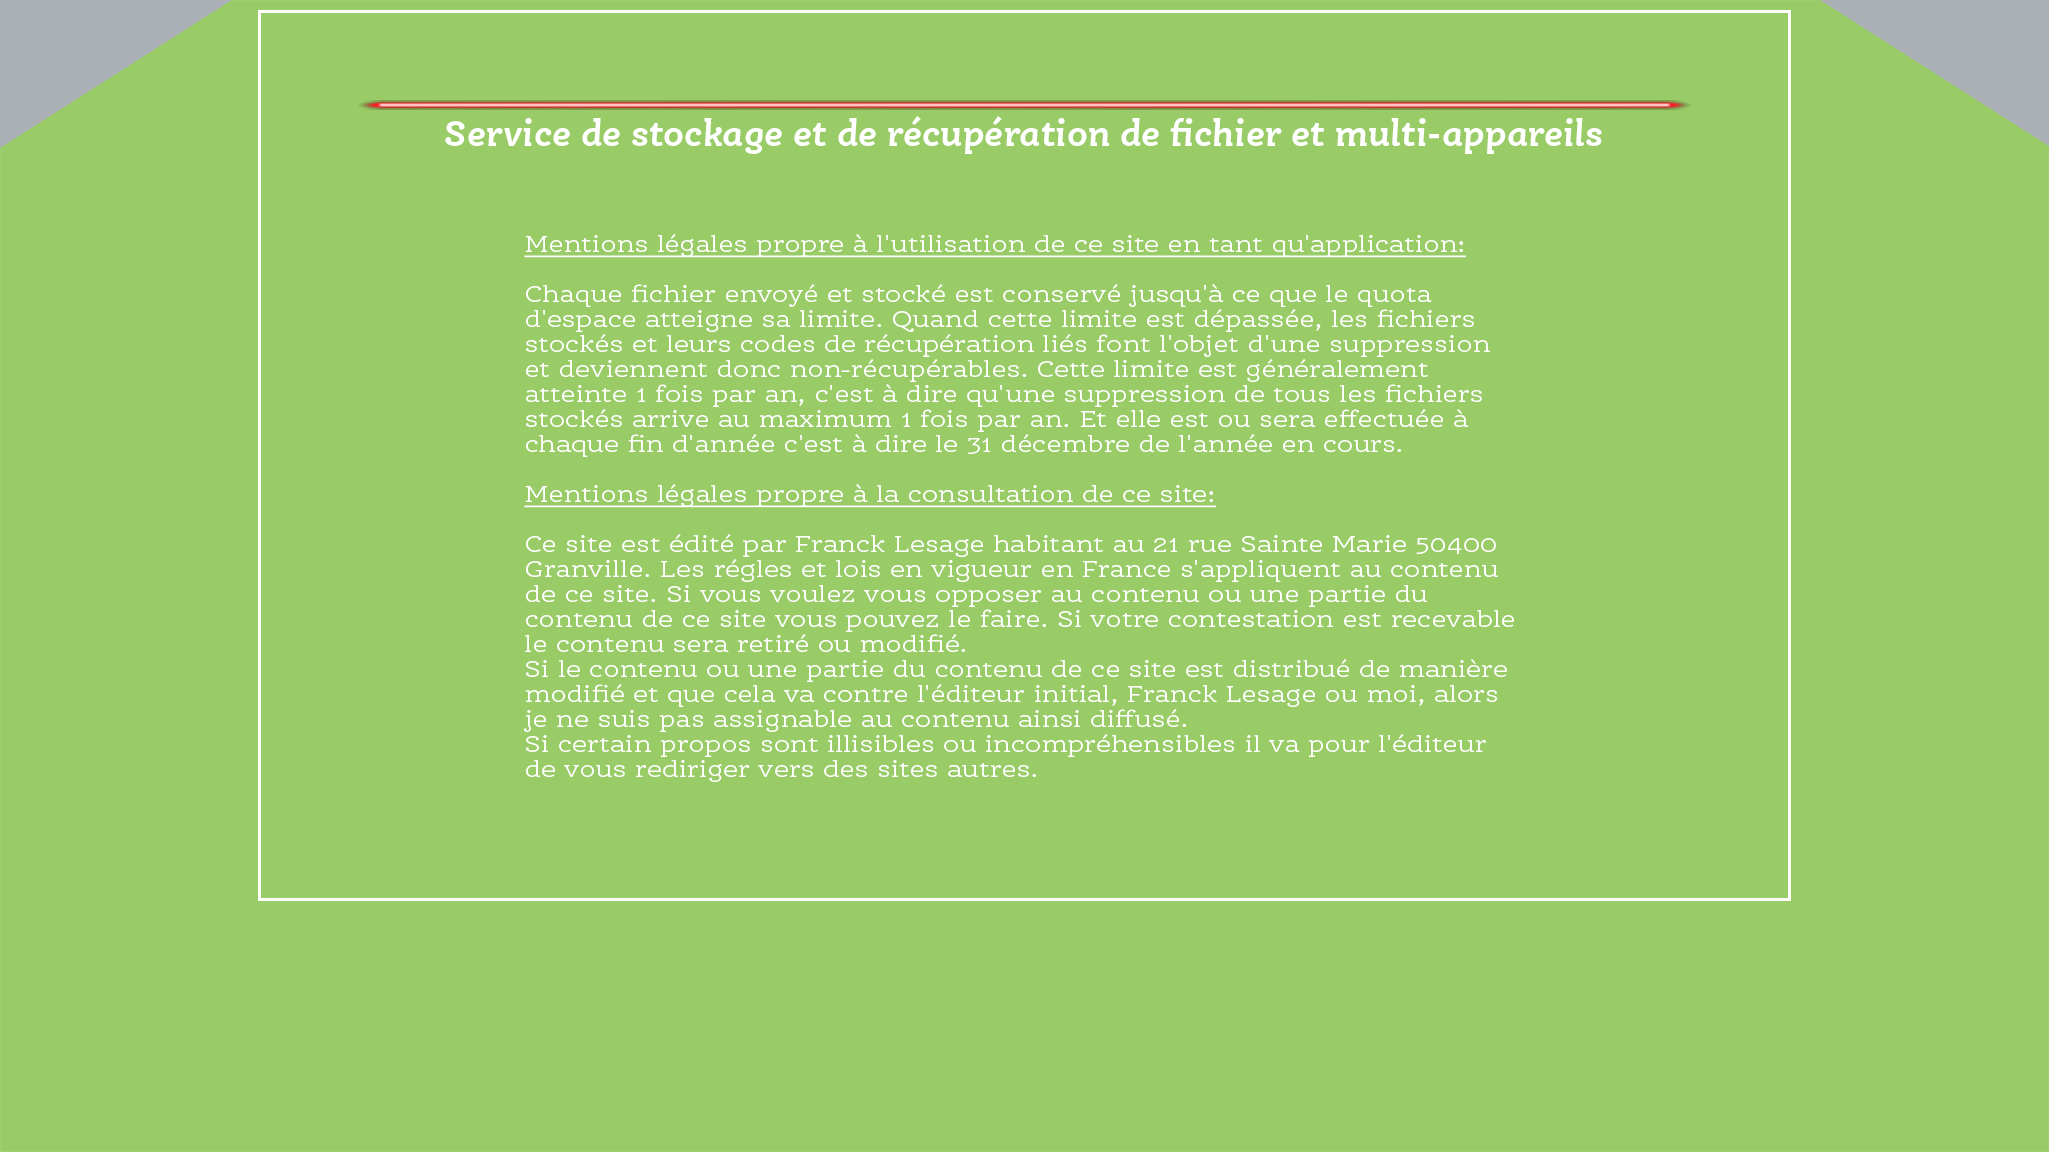 Service de stockage et de récupération de fichier et multi-appareils
Mentions légales propre à l'utilisation de ce site en tant qu'application:
Chaque fichier envoyé et stocké est conservé jusqu'à ce que le quota
d'espace atteigne sa limite. Quand cette limite est dépassée, les fichiers
stockés et leurs codes de récupération liés font l'objet d'une suppression
et deviennent donc non-récupérables. Cette limite est généralement
atteinte 1 fois par an, c'est à dire qu'une suppression de tous les fichiers
stockés arrive au maximum 1 fois par an. Et elle est ou sera effectuée à
chaque fin d'année c'est à dire le 31 décembre de l'année en cours.
Mentions légales propre à la consultation de ce site:
Ce site est édité par Franck Lesage habitant au 21 rue Sainte Marie 50400
Granville. Les régles et lois en vigueur en France s'appliquent au contenu
de ce site. Si vous voulez vous opposer au contenu ou une partie du
contenu de ce site vous pouvez le faire. Si votre contestation est recevable
le contenu sera retiré ou modifié.
Si le contenu ou une partie du contenu de ce site est distribué de manière
modifié et que cela va contre l'éditeur initial, Franck Lesage ou moi, alors
je ne suis pas assignable au contenu ainsi diffusé.
Si certain propos sont illisibles ou incompréhensibles il va pour l'éditeur
de vous rediriger vers des sites autres.